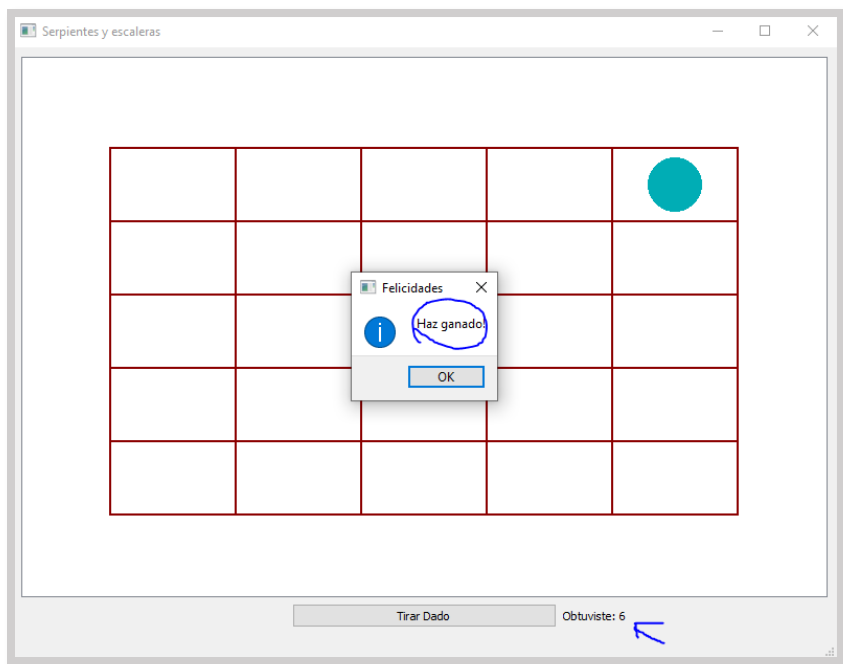 Serpientes y escaleras
Felicidades
Haz ganado!
OK
Tirar Dado
Obtuviste: 6